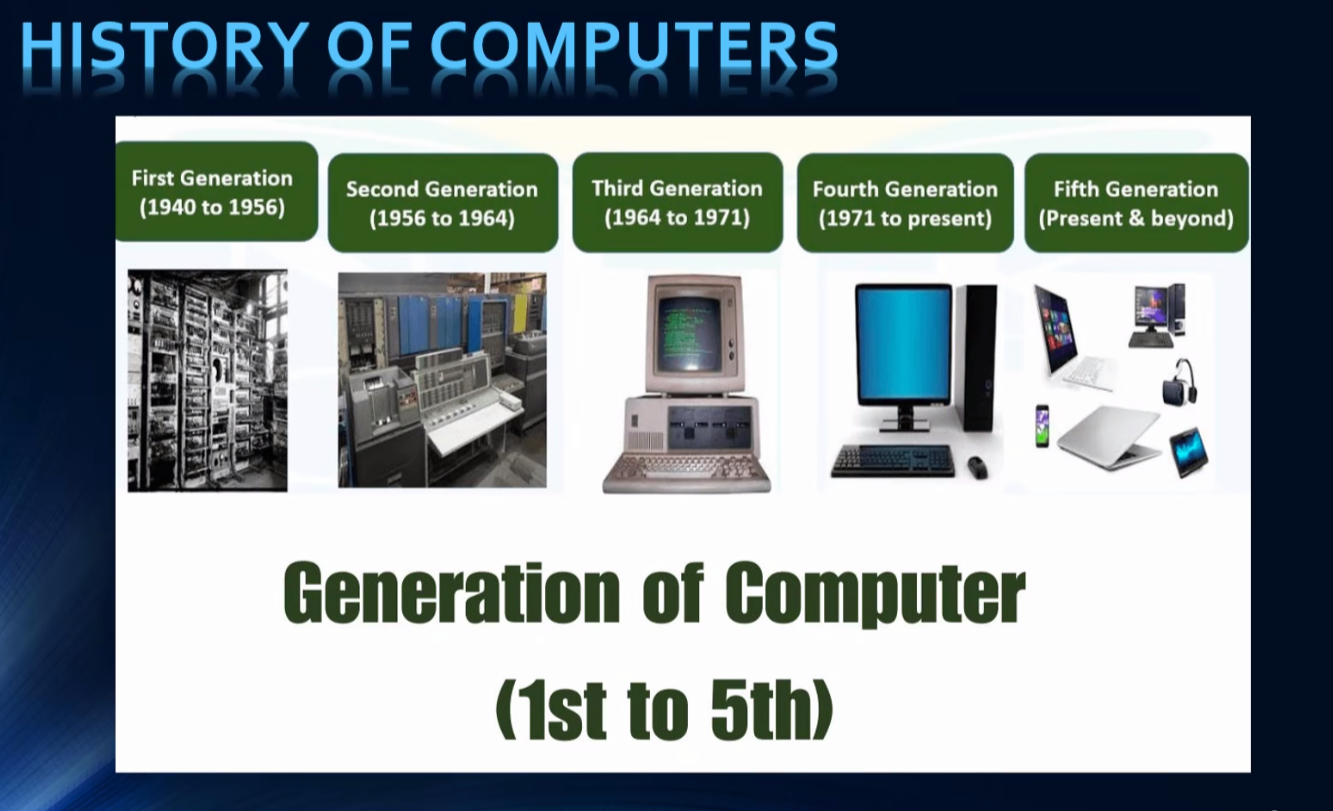 HISTORY OF COMPUTERS
First Generation
(1940 to 1956)
Second Generation
(1956 to 1964)
Third Generation
(1964 to 1971)
Fourth Generation
(1971 to present)
Fifth Generation
(Present & beyond)
Generation of Computer
(1st to 5th)